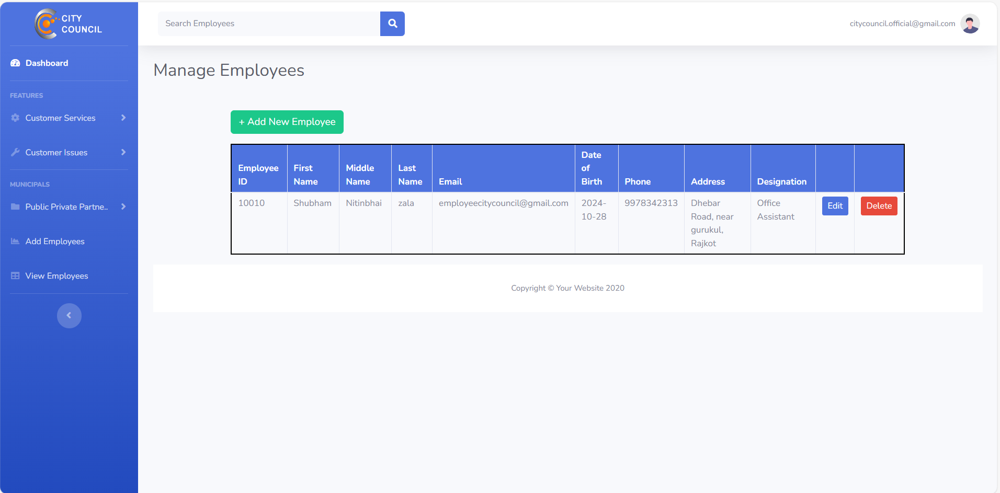 CITY
COUNCIL
Search Employees
citycouncil.official@gmail.com
Dashboard
FEATURES
Customer Services
Customer Issues
MUNICIPALS
Public Private Partne..
Add Employees
View Employees
Manage Employees
+ Add New Employee
Employee ID
First Name
Middle Name
Last Name
Email
Date of Birth
Phone
Address
Designation
10010
Shubham
Nitinbhai
zala
employeecitycouncil@gmail.com
2024-
10-28
9978342313
Dhebar
Road, near
gurukul,
Rajkot
Office
Assistant
Edit
Delete
Copyright © Your Website 2020